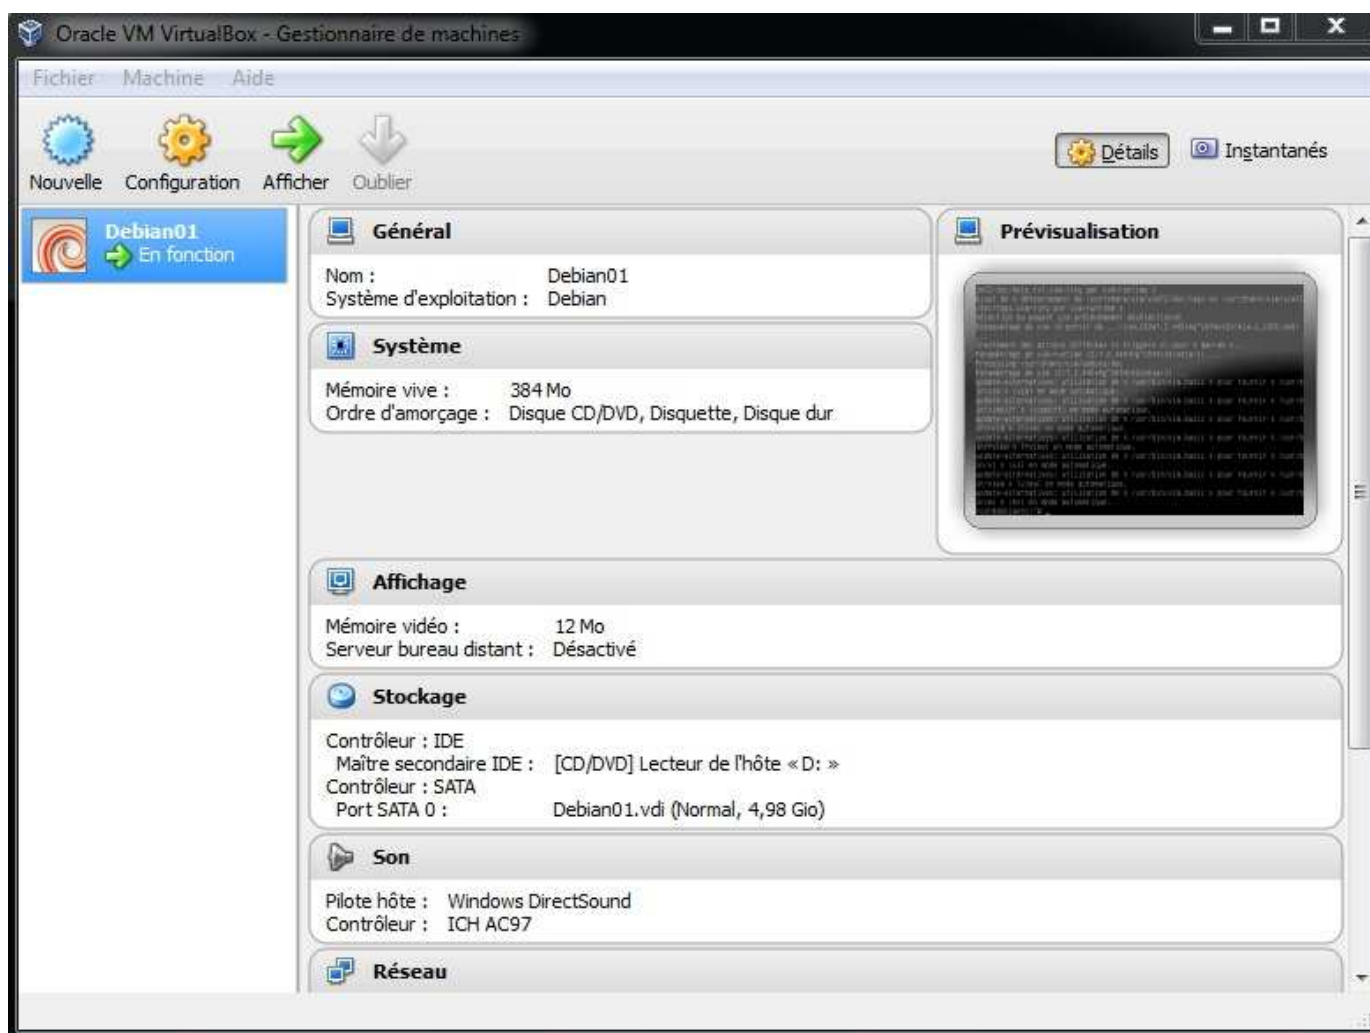 Oracle VM VirtualBox - Gestionnaire de machines
Fichier Machine Aide
Nouvelle Configuration Afficher Oublier
Détails Instantanés
Debian01
En fonction
Général
Nom : Debian01
Système d'exploitation : Debian
Système
Mémoire vive : 384 Mo
Ordre d'amorçage : Disque CD/DVD, Disquette, Disque dur
Prévisualisation
Affichage
Mémoire vidéo : 12 Mo
Serveur bureau distant : Désactivé
Stockage
Contrôleur : IDE
Maître secondaire IDE : [CD/DVD] Lecteur de l'hôte « D: »
Contrôleur : SATA
Port SATA 0 : Debian01.vdi (Normal, 4,98 Gio)
Son
Pilote hôte : Windows DirectSound
Contrôleur : ICH AC97
Réseau